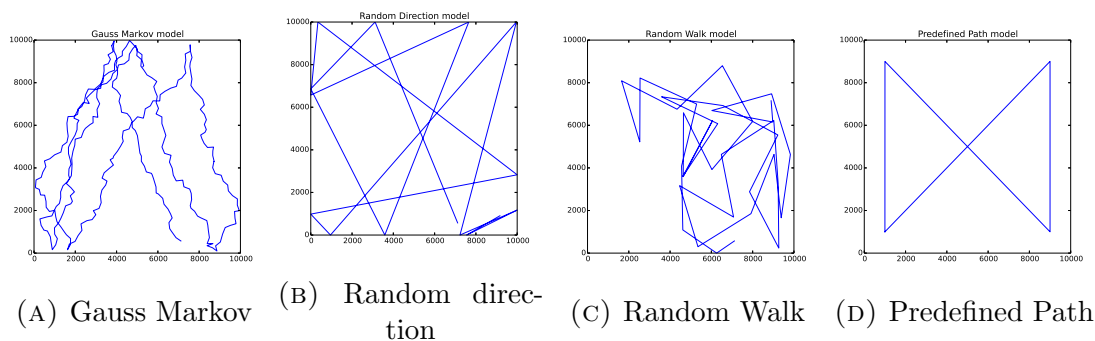 Gauss Markov model
10000
8000
6000
4000
2000
0
0 2000 4000 6000 8000 10000
(A) Gauss Markov
Random Direction model
10000
8000
6000
4000
2000
0
0 2000 4000 6000 8000 10000
(B) Random direc-
tion
Random Walk model
10000
8000
6000
4000
2000
0
0 2000 4000 6000 8000 10000
(C) Random Walk
Predefined Path model
10000
8000
6000
4000
2000
0
0 2000 4000 6000 8000 10000
(D) Predefined Path